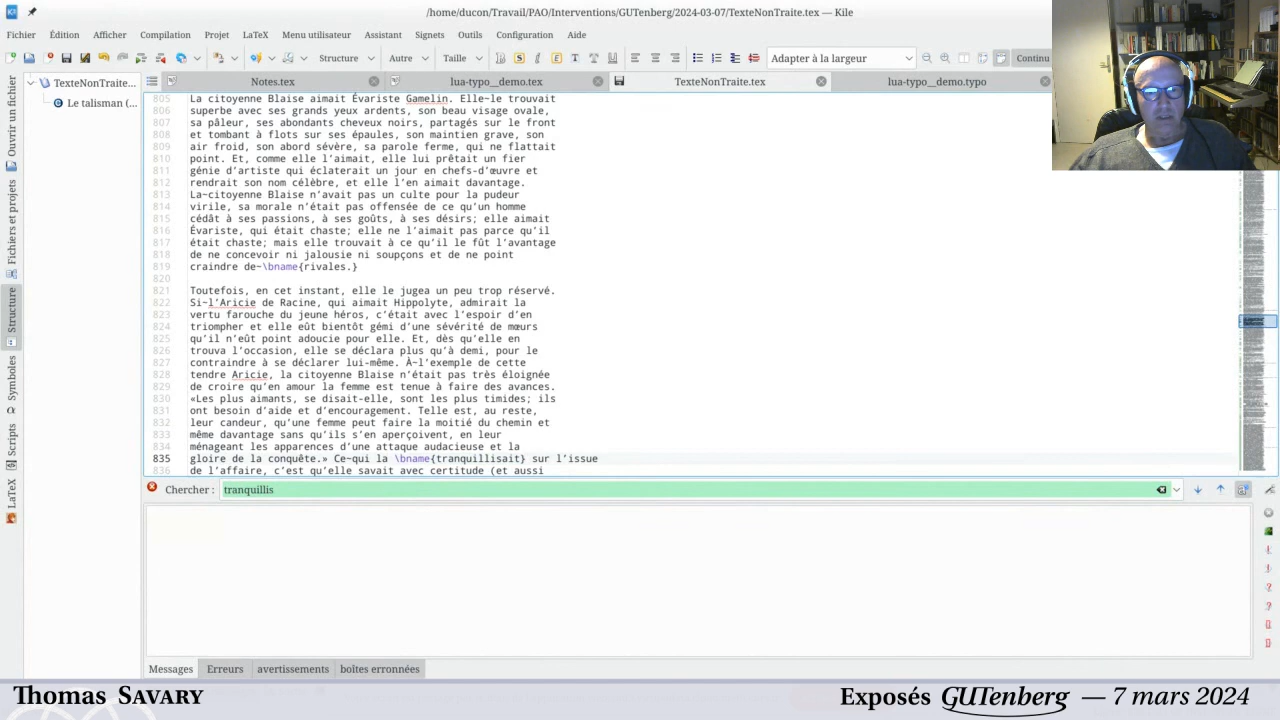 /home/ducon/Travail/PAO/Interventions/GUTenberg/2024-03-07/TexteNonTraite.tex — Kile
Fichier Édition Afficher Compilation Projet LaTeX Menu utilisateur Assistant Signets Outils Configuration Aide
Structure Autre Taille Adapter à la largeur Continu
TexteNonTraite... Notes.tex lua-typo__demo.tex TexteNonTraite.tex lua-typo__demo.typo
Le talisman (...
Ouvrir un fichier
Fichiers et projets
Structure
Symboles
Scripts
LaTeX
805 La citoyenne Blaise aimait Évariste Gamelin. Elle~le trouvait
806 superbe avec ses grands yeux ardents, son beau visage ovale,
807 sa pâleur, ses abondants cheveux noirs, partagés sur le front
808 et tombant à flots sur ses épaules, son maintien grave, son
809 air froid, son abord sévère, sa parole ferme, qui ne flattait
810 point. Et, comme elle l’aimait, elle lui prêtait un fier
811 génie d’artiste qui éclaterait un jour en chefs-d’œuvre et
812 rendrait son nom célèbre, et elle l’en aimait davantage.
813 La~citoyenne Blaise n’avait pas un culte pour la pudeur
814 virile, sa morale n’était pas offensée de ce qu’un homme
815 cédât à ses passions, à ses goûts, à ses désirs; elle aimait
816 Évariste, qui était chaste; elle ne l’aimait pas parce qu’il
817 était chaste; mais elle trouvait à ce qu’il le fût l’avantage
818 de ne concevoir ni jalousie ni soupçons et de ne point
819 craindre de~\bname{rivales.}
820
821 Toutefois, en cet instant, elle le jugea un peu trop réservé.
822 Si~l’Aricie de Racine, qui aimait Hippolyte, admirait la
823 vertu farouche du jeune héros, c’était avec l’espoir d’en
824 triompher et elle eût bientôt gémi d’une sévérité de mœurs
825 qu’il n’eût point adoucie pour elle. Et, dès qu’elle en
826 trouva l’occasion, elle se déclara plus qu’à demi, pour le
827 contraindre à se déclarer lui-même. À~l’exemple de cette
828 tendre Aricie, la citoyenne Blaise n’était pas très éloignée
829 de croire qu’en amour la femme est tenue à faire des avances.
830 «Les plus aimants, se disait-elle, sont les plus timides; ils
831 ont besoin d’aide et d’encouragement. Telle est, au reste,
832 leur candeur, qu’une femme peut faire la moitié du chemin et
833 même davantage sans qu’ils s’en aperçoivent, en leur
834 ménageant les apparences d’une attaque audacieuse et la
835 gloire de la conquête.» Ce~qui la \bname{tranquillisait} sur l’issue
836 de l’affaire, c’est qu’elle savait avec certitude (et aussi
Chercher : tranquillis
Messages Erreurs avertissements boîtes erronnées
Thomas SAVARY
Exposés GUTenberg — 7 mars 2024